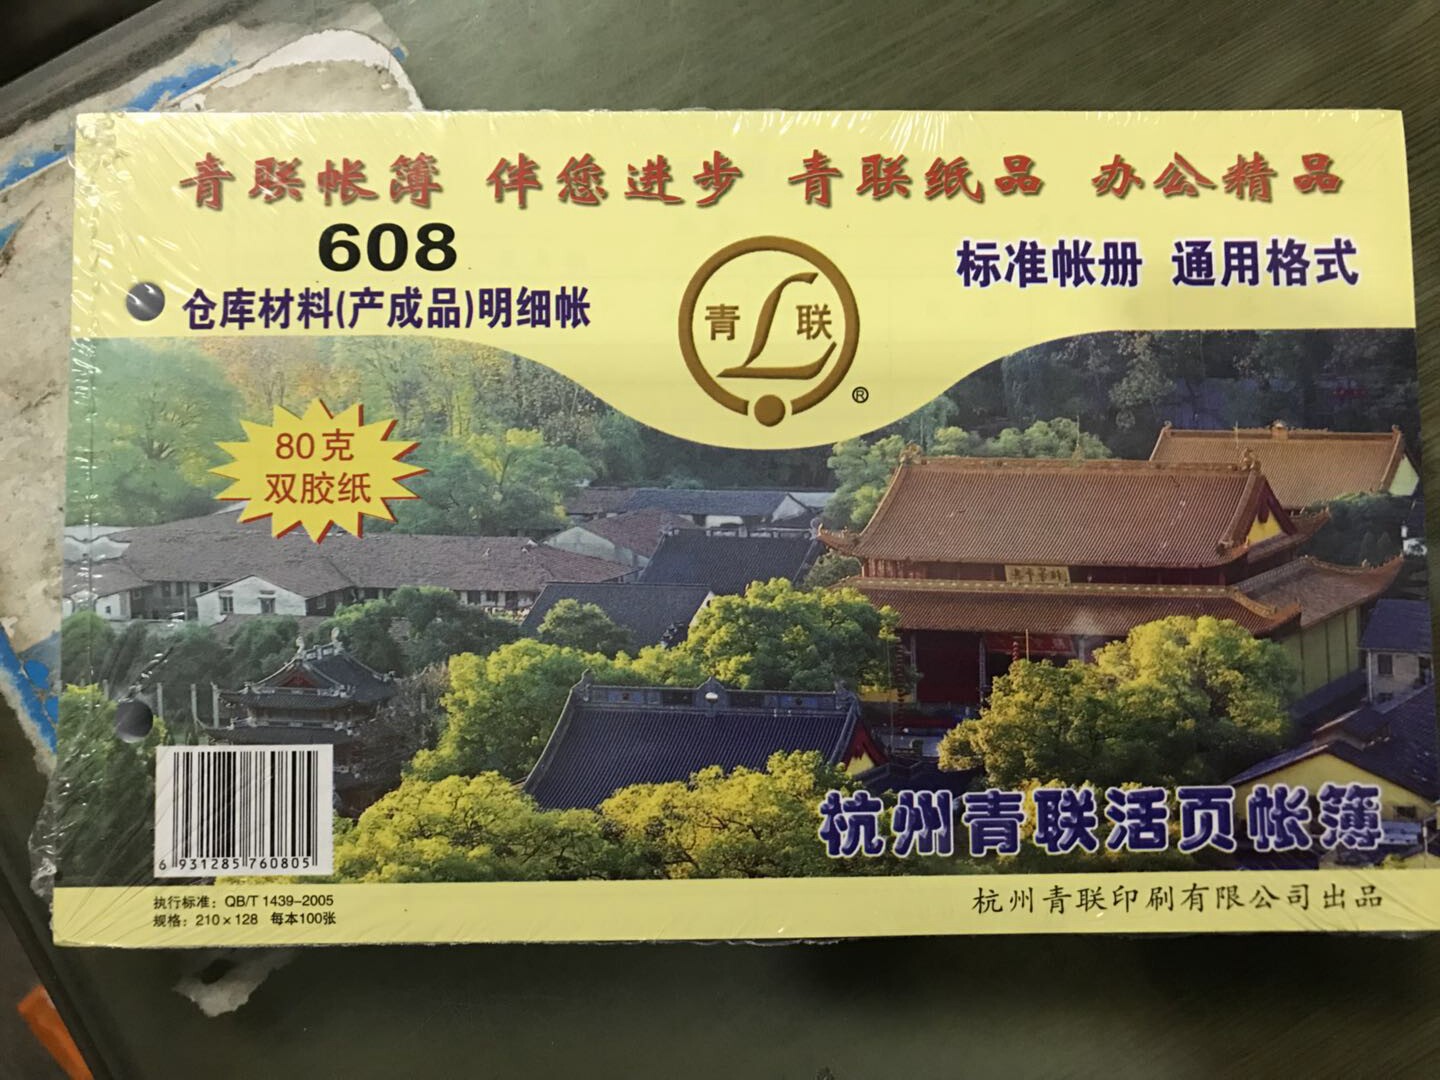 青联帐簿 伴您进步 青联纸品 办公精品
608
仓库材料(产成品)明细帐
青联
®
标准帐册 通用格式
80克
双胶纸
杭州青联活页帐簿
6 931285 760805
执行标准：QB/T 1439-2005
规格：210×128 每本100张
杭州青联印刷有限公司出品